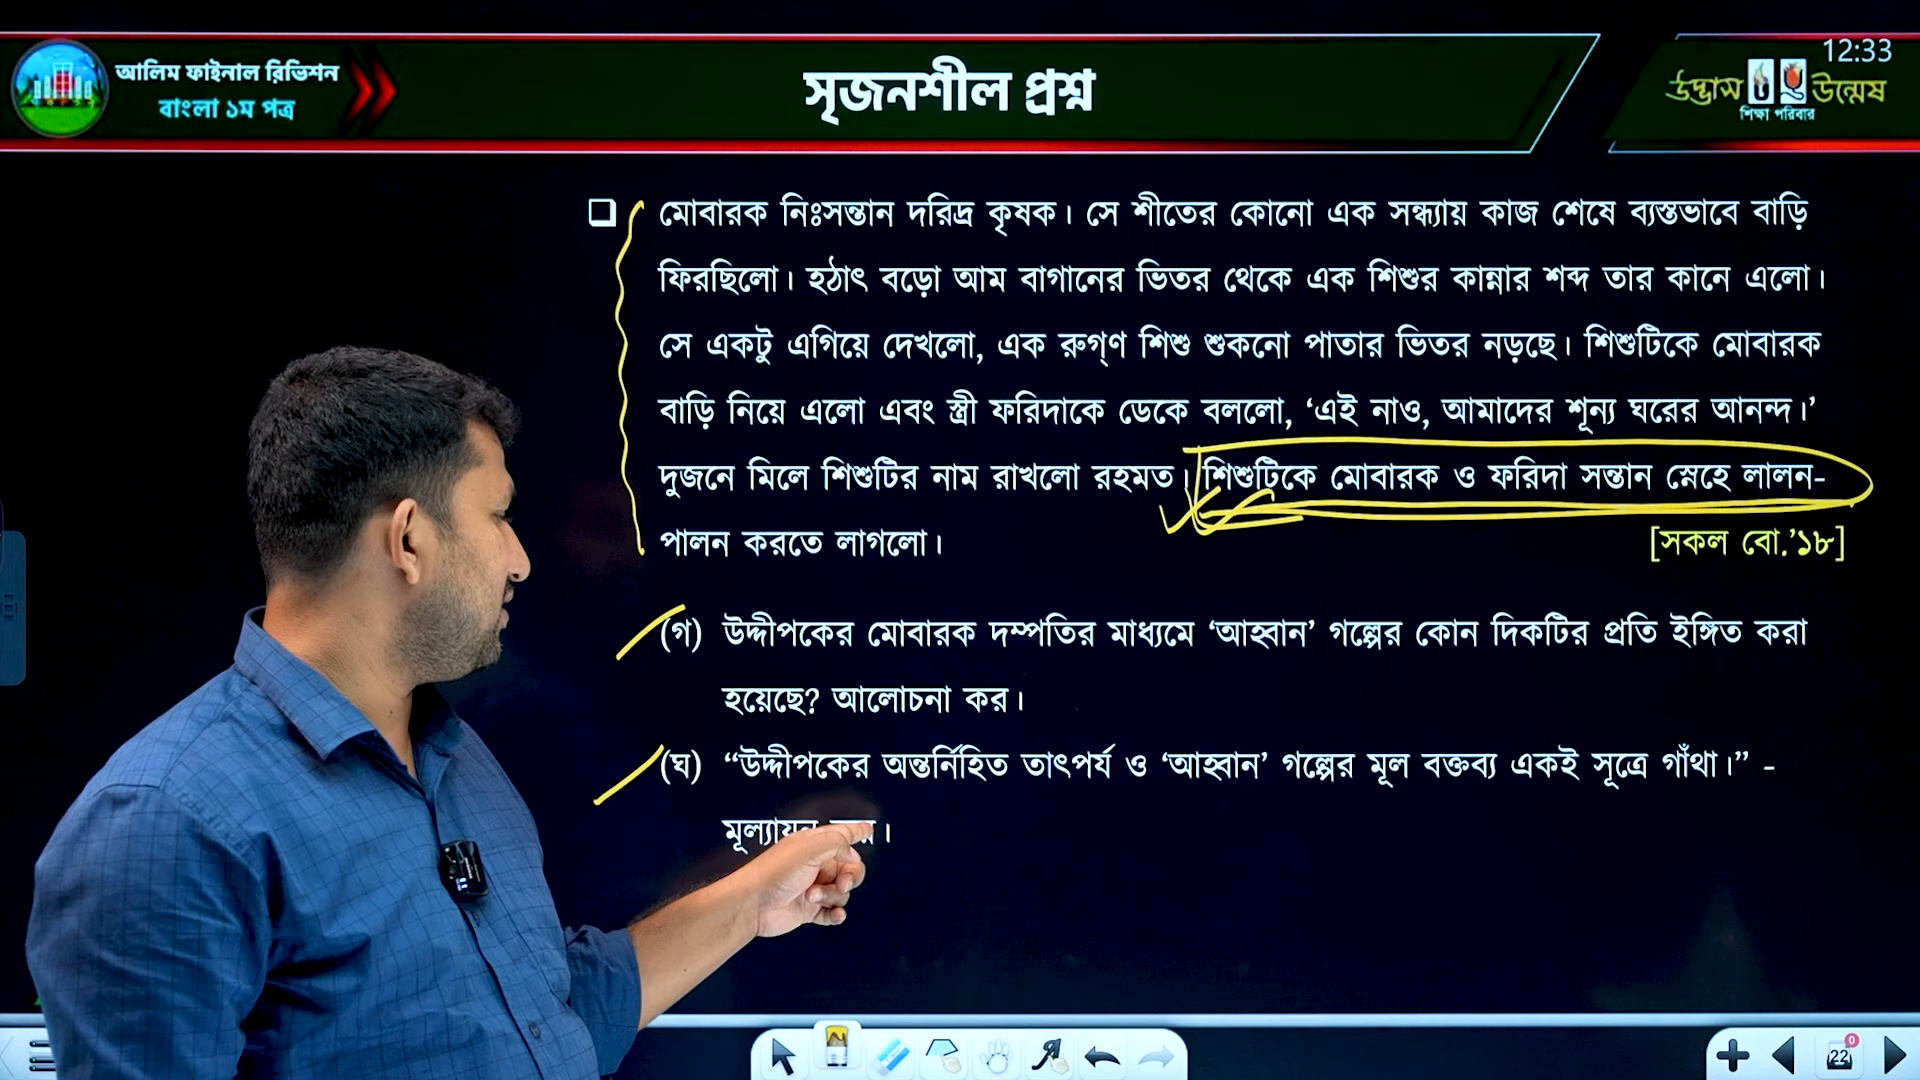 12:33
আলিম ফাইনাল রিভিশন
বাংলা ১ম পত্র
সৃজনশীল প্রশ্ন
উদ্ভাস উন্মেষ
শিক্ষা পরিবার
মোবারক নিঃসন্তান দরিদ্র কৃষক। সে শীতের কোনো এক সন্ধ্যায় কাজ শেষে ব্যস্তভাবে বাড়ি
ফিরছিলো। হঠাৎ বড়ো আম বাগানের ভিতর থেকে এক শিশুর কান্নার শব্দ তার কানে এলো।
সে একটু এগিয়ে দেখলো, এক রুগ্‌ণ শিশু শুকনো পাতার ভিতর নড়ছে। শিশুটিকে মোবারক
বাড়ি নিয়ে এলো এবং স্ত্রী ফরিদাকে ডেকে বললো, ‘এই নাও, আমাদের শূন্য ঘরের আনন্দ।’
দুজনে মিলে শিশুটির নাম রাখলো রহমত। শিশুটিকে মোবারক ও ফরিদা সন্তান স্নেহে লালন-
পালন করতে লাগলো।
[সকল বো.’১৮]
(গ) উদ্দীপকের মোবারক দম্পতির মাধ্যমে ‘আহ্বান’ গল্পের কোন দিকটির প্রতি ইঙ্গিত করা
হয়েছে? আলোচনা কর।
(ঘ) “উদ্দীপকের অন্তর্নিহিত তাৎপর্য ও ‘আহ্বান’ গল্পের মূল বক্তব্য একই সূত্রে গাঁথা।” -
মূল্যায়ন
22
0